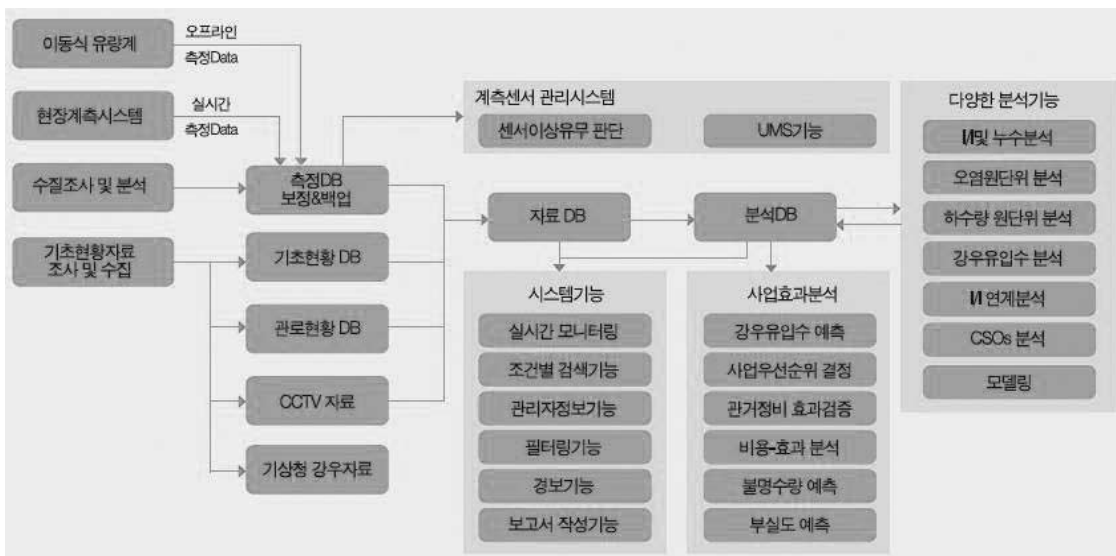 이동식 유량계
오프라인
측정Data
현장계측시스템
실시간
측정Data
수질조사 및 분석
기초현황자료
조사 및 수집
측정DB
보정&백업
기초현황 DB
관로현황 DB
CCTV 자료
기상청 강우자료
계측센서 관리시스템
센서이상유무 판단
UMS기능
자료 DB
분석DB
시스템기능
실시간 모니터링
조건별 검색기능
관리자정보기능
필터링기능
경보기능
보고서 작성기능
사업효과분석
강우유입수 예측
사업우선순위 결정
관거정비 효과검증
비용-효과 분석
불명수량 예측
부실도 예측
다양한 분석기능
I/I및 누수분석
오염원단위 분석
하수량 원단위 분석
강우유입수 분석
I/I 연계분석
CSOs 분석
모델링